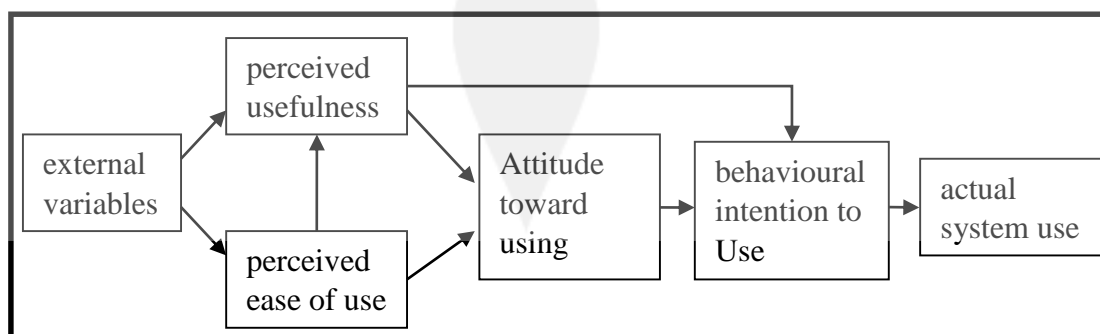 perceived
usefulness
external
variables
perceived
ease of use
Attitude
toward
using
behavioural
intention to
Use
actual
system use